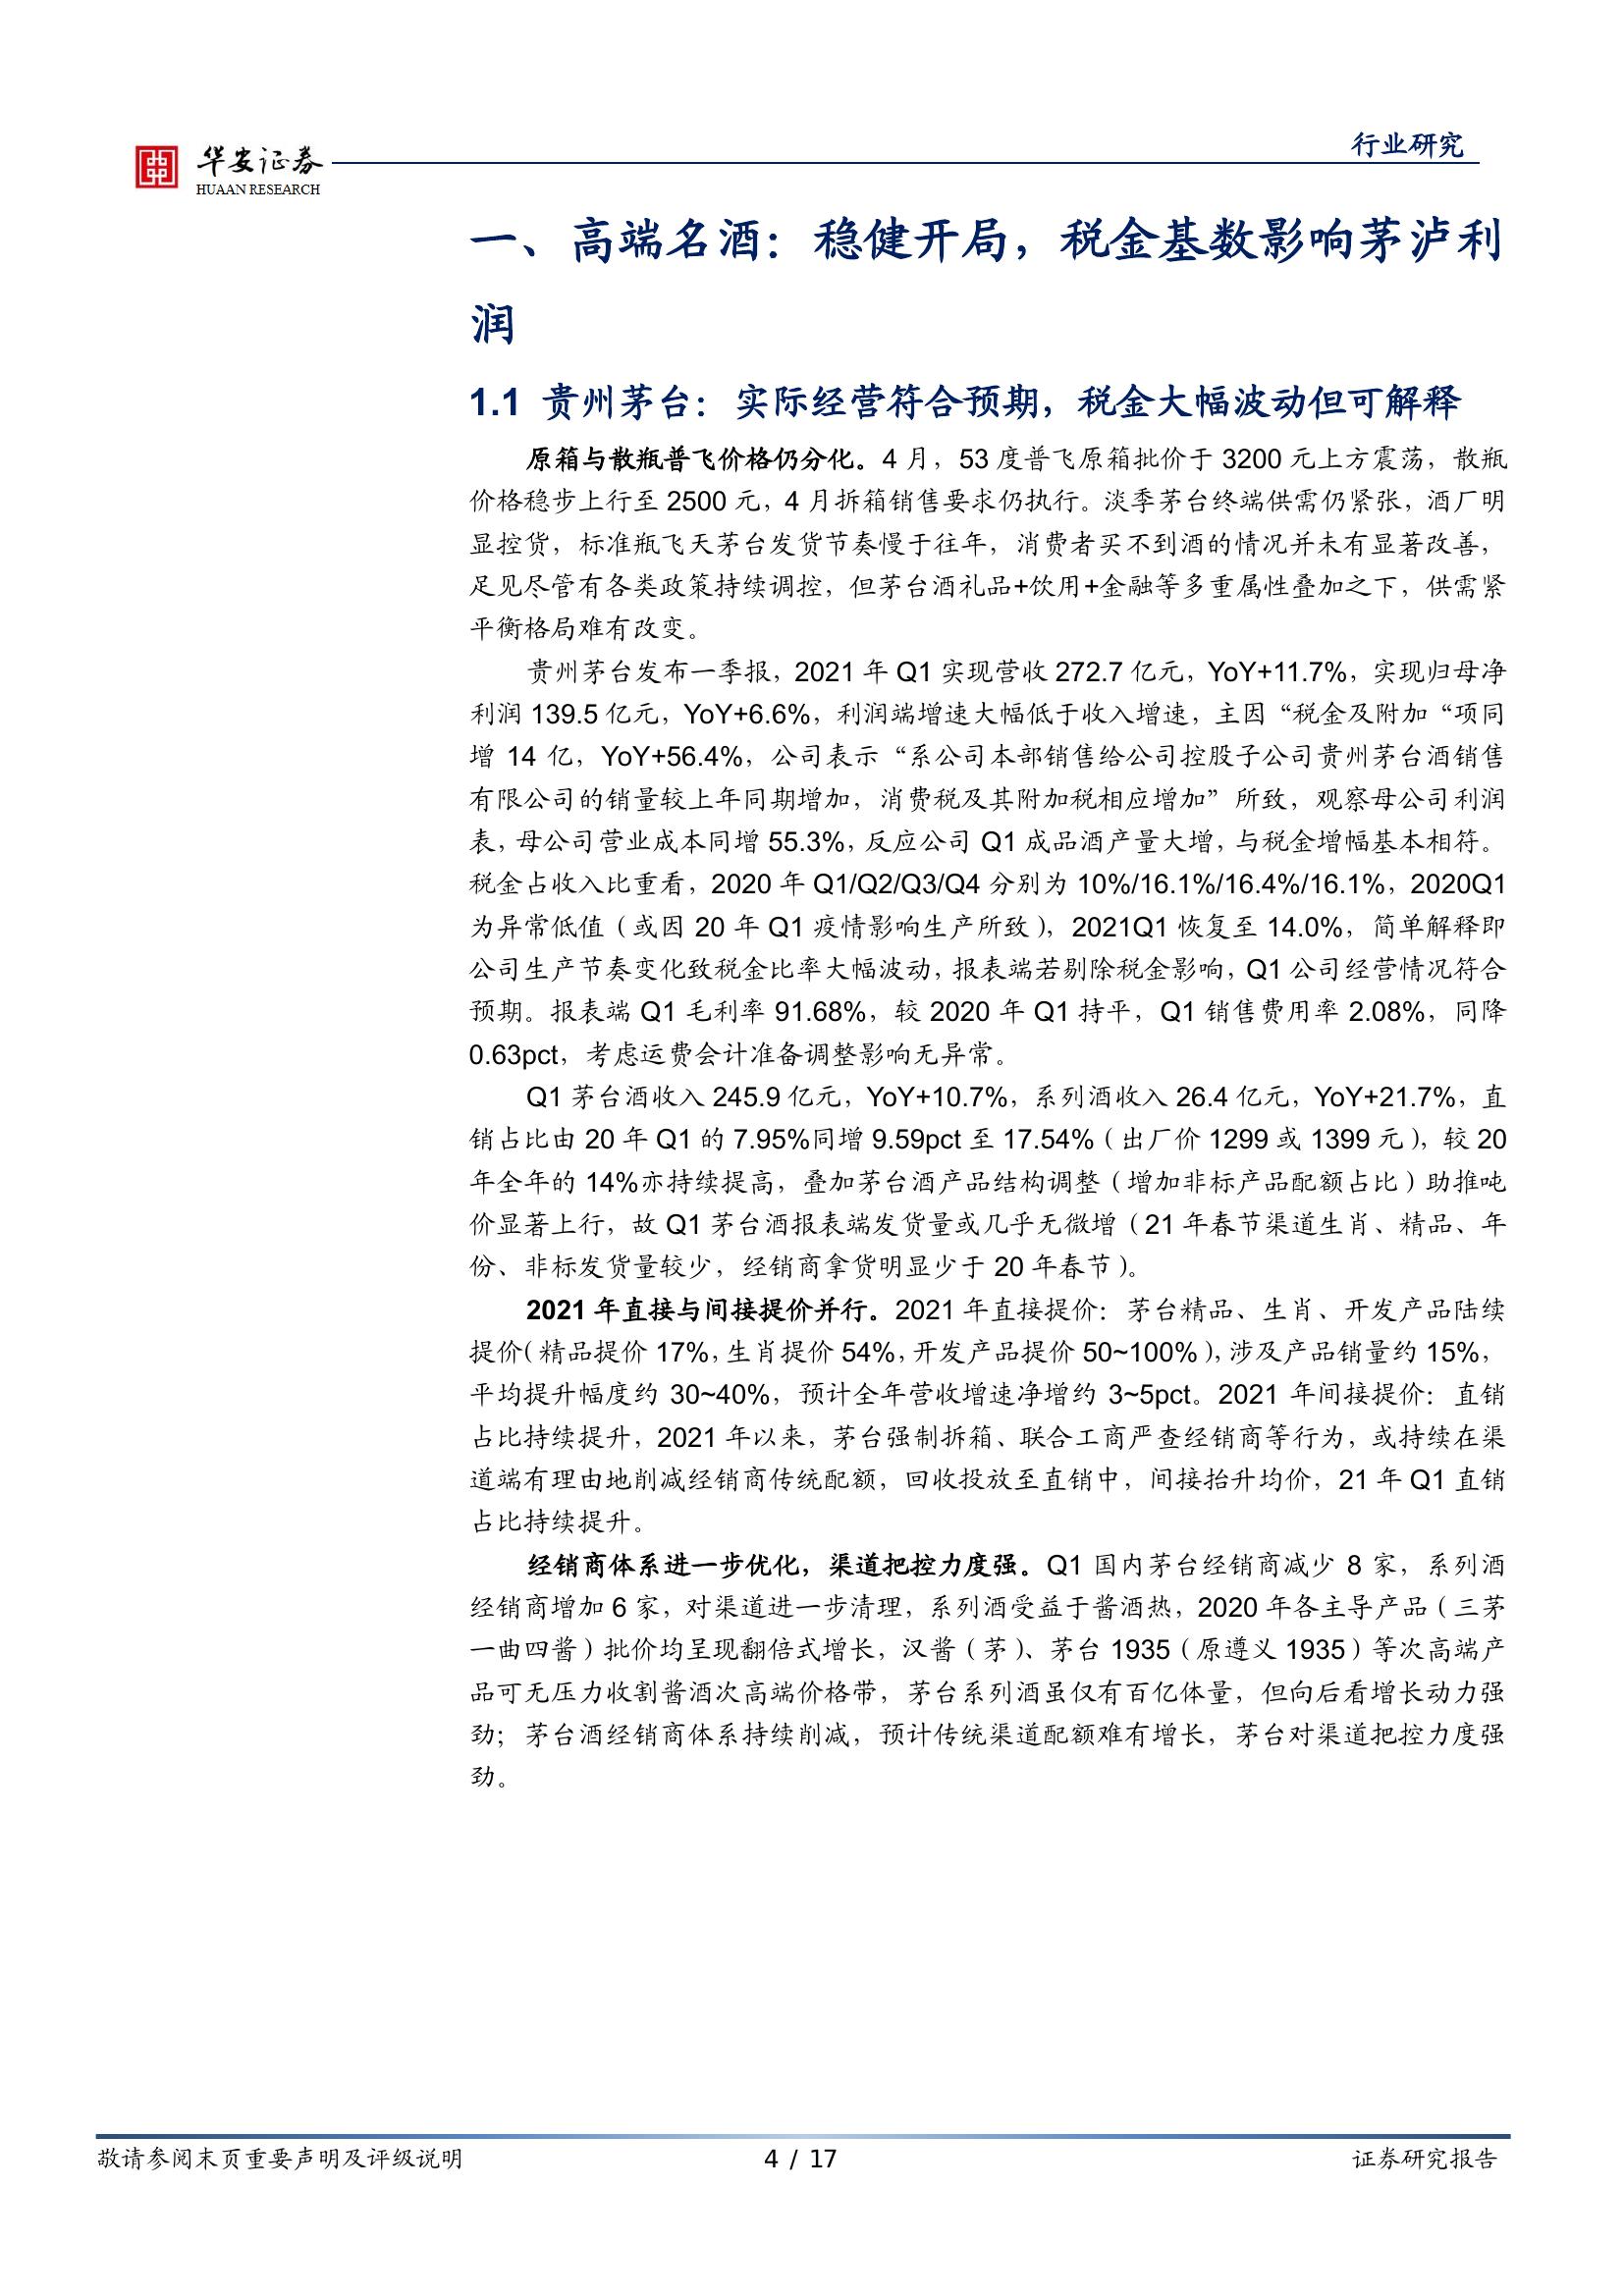 华安证券
HUAAN RESEARCH
行业研究
一、高端名酒：稳健开局，税金基数影响茅泸利
润
1.1 贵州茅台：实际经营符合预期，税金大幅波动但可解释
原箱与散瓶普飞价格仍分化。4 月，53 度普飞原箱批价于 3200 元上方震荡，散瓶
价格稳步上行至 2500 元，4 月拆箱销售要求仍执行。淡季茅台终端供需仍紧张，酒厂明
显控货，标准瓶飞天茅台发货节奏慢于往年，消费者买不到酒的情况并未有显著改善，
足见尽管有各类政策持续调控，但茅台酒礼品+饮用+金融等多重属性叠加之下，供需紧
平衡格局难有改变。
贵州茅台发布一季报，2021 年 Q1 实现营收 272.7 亿元，YoY+11.7%，实现归母净
利润 139.5 亿元，YoY+6.6%，利润端增速大幅低于收入增速，主因“税金及附加“项同
增 14 亿，YoY+56.4%，公司表示“系公司本部销售给公司控股子公司贵州茅台酒销售
有限公司的销量较上年同期增加，消费税及其附加税相应增加”所致，观察母公司利润
表，母公司营业成本同增 55.3%，反应公司 Q1 成品酒产量大增，与税金增幅基本相符。
税金占收入比重看，2020 年 Q1/Q2/Q3/Q4 分别为 10%/16.1%/16.4%/16.1%，2020Q1
为异常低值（或因 20 年 Q1 疫情影响生产所致），2021Q1 恢复至 14.0%，简单解释即
公司生产节奏变化致税金比率大幅波动，报表端若剔除税金影响，Q1 公司经营情况符合
预期。报表端 Q1 毛利率 91.68%，较 2020 年 Q1 持平，Q1 销售费用率 2.08%，同降
0.63pct，考虑运费会计准备调整影响无异常。
Q1 茅台酒收入 245.9 亿元，YoY+10.7%，系列酒收入 26.4 亿元，YoY+21.7%，直
销占比由 20 年 Q1 的 7.95%同增 9.59pct 至 17.54%（出厂价 1299 或 1399 元），较 20
年全年的 14%亦持续提高，叠加茅台酒产品结构调整（增加非标产品配额占比）助推吨
价显著上行，故 Q1 茅台酒报表端发货量或几乎无微增（21 年春节渠道生肖、精品、年
份、非标发货量较少，经销商拿货明显少于 20 年春节）。
2021 年直接与间接提价并行。2021 年直接提价：茅台精品、生肖、开发产品陆续
提价（精品提价 17%，生肖提价 54%，开发产品提价 50~100%），涉及产品销量约 15%，
平均提升幅度约 30~40%，预计全年营收增速净增约 3~5pct。2021 年间接提价：直销
占比持续提升，2021 年以来，茅台强制拆箱、联合工商严查经销商等行为，或持续在渠
道端有理由地削减经销商传统配额，回收投放至直销中，间接抬升均价，21 年 Q1 直销
占比持续提升。
经销商体系进一步优化，渠道把控力度强。Q1 国内茅台经销商减少 8 家，系列酒
经销商增加 6 家，对渠道进一步清理，系列酒受益于酱酒热，2020 年各主导产品（三茅
一曲四酱）批价均呈现翻倍式增长，汉酱（茅）、茅台 1935（原遵义 1935）等次高端产
品可无压力收割酱酒次高端价格带，茅台系列酒虽仅有百亿体量，但向后看增长动力强
劲；茅台酒经销商体系持续削减，预计传统渠道配额难有增长，茅台对渠道把控力度强
劲。
敬请参阅末页重要声明及评级说明
4 / 17
证券研究报告